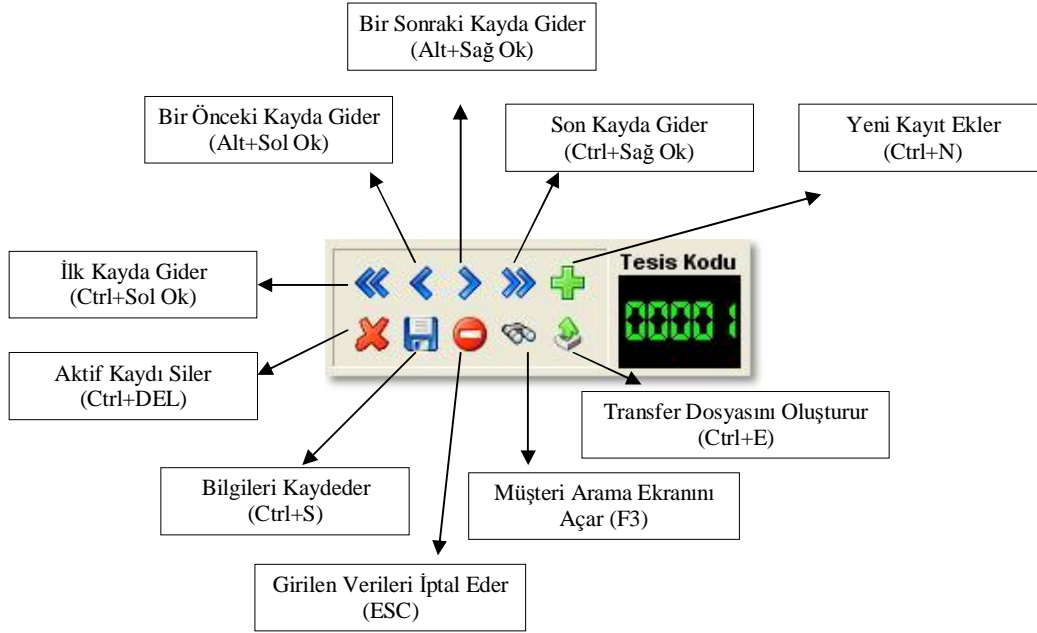 Bir Sonraki Kayda Gider
(Alt+Sağ Ok)
Bir Önceki Kayda Gider
(Alt+Sol Ok)
Son Kayda Gider
(Ctrl+Sağ Ok)
Yeni Kayıt Ekler
(Ctrl+N)
İlk Kayda Gider
(Ctrl+Sol Ok)
Tesis Kodu
00001
Aktif Kaydı Siler
(Ctrl+DEL)
Transfer Dosyasını Oluşturur
(Ctrl+E)
Bilgileri Kaydeder
(Ctrl+S)
Müşteri Arama Ekranını
Açar (F3)
Girilen Verileri İptal Eder
(ESC)